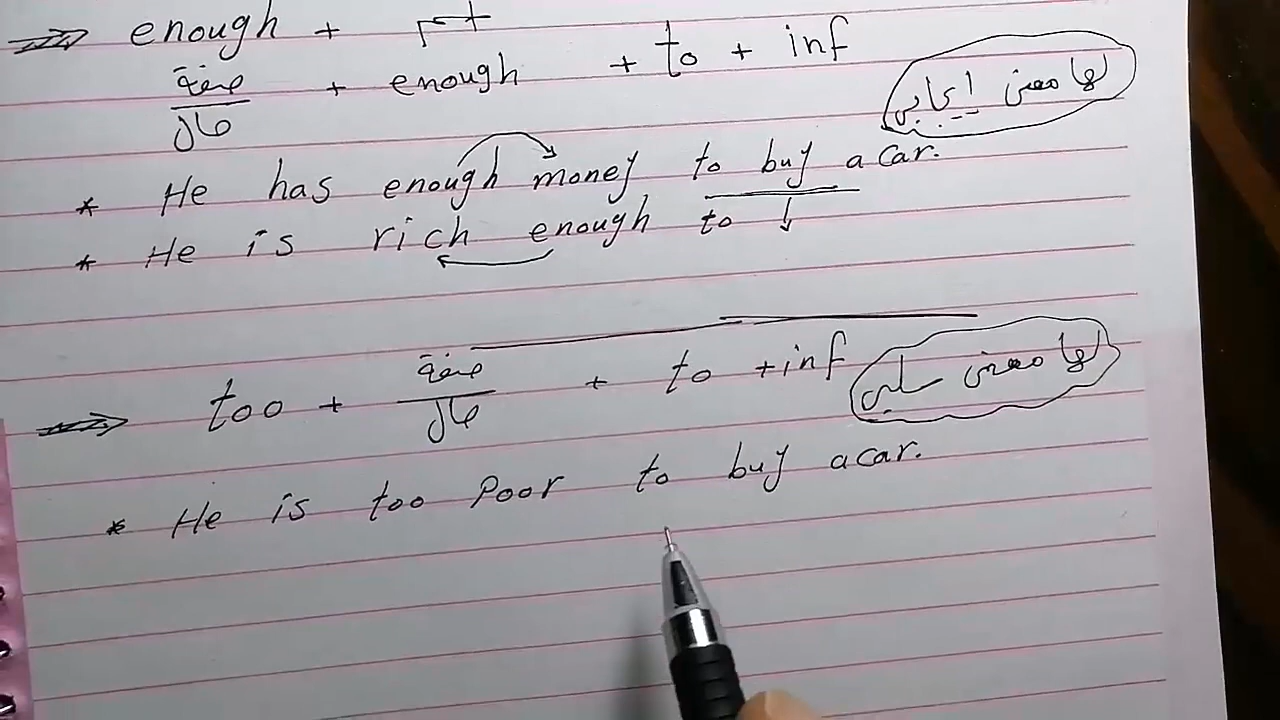 enough +
صفة
حال + enough + to + inf
لها معنى ايجابي
* He has enough money to buy a car.
* He is rich enough to
too + صفة
حال + to + inf
لها معنى سلبي
* He is too Poor to buy a car.